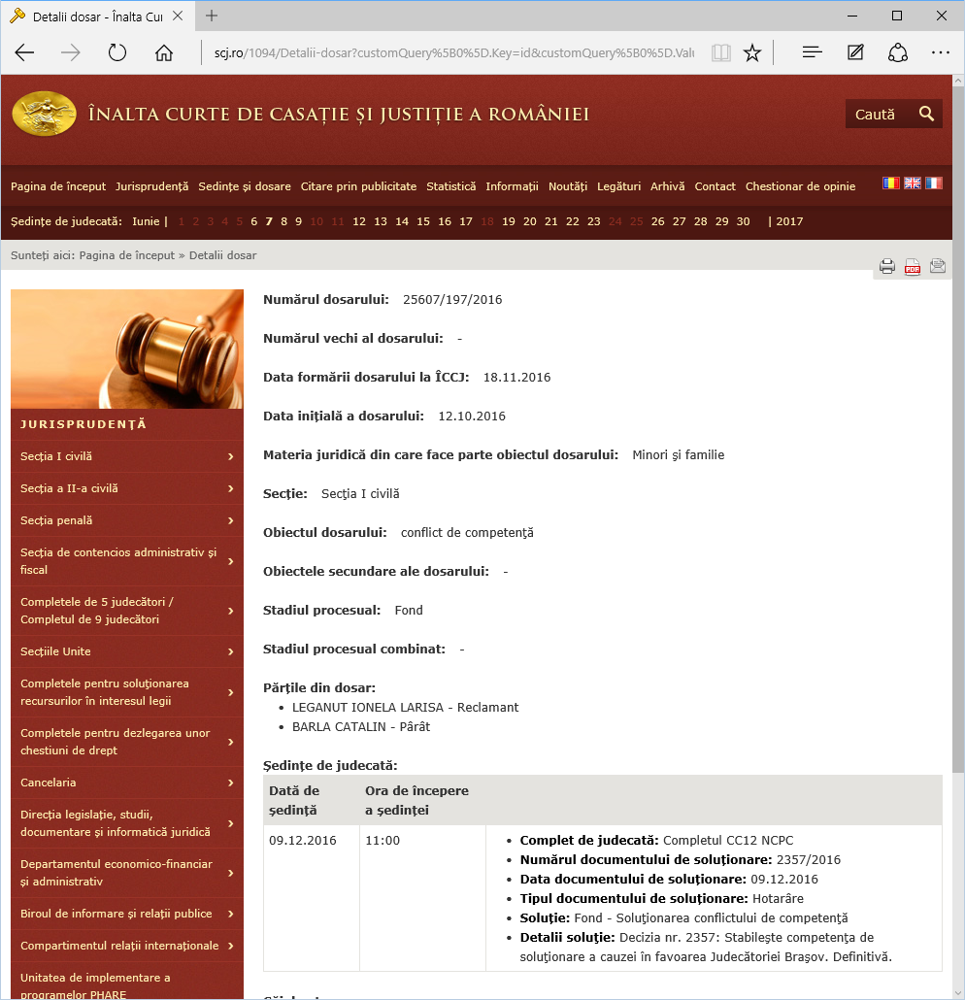 Detalii dosar - Înalta Cur
scj.ro/1094/Detalii-dosar?customQuery%5B0%5D.Key=id&customQuery%5B0%5D.Valu
ÎNALTA CURTE DE CASAȚIE ȘI JUSTIȚIE A ROMÂNIEI
Caută
Pagina de început Jurisprudență Sedințe și dosare Citare prin publicitate Statistică Informații Noutăți Legături Arhivă Contact Chestionar de opinie
Ședințe de judecată: Iunie | 1 2 3 4 5 6 7 8 9 10 11 12 13 14 15 16 17 18 19 20 21 22 23 24 25 26 27 28 29 30 | 2017
Sunteți aici: Pagina de început » Detalii dosar
PDF
JURISPRUDENȚĂ
Secția I civilă
Secția a II-a civilă
Secția penală
Secția de contencios administrativ și
fiscal
Completele de 5 judecători /
Completul de 9 judecători
Secțiile Unite
Completele pentru soluționarea
recursurilor în interesul legii
Completele pentru dezlegarea unor
chestiuni de drept
Cancelaria
Direcția legislație, studii,
documentare și informatică juridică
Departamentul economico-financiar
și administrativ
Biroul de informare și relații publice
Compartimentul relații internaționale
Unitatea de implementare a
programelor PHARE
Numărul dosarului: 25607/197/2016
Numărul vechi al dosarului: -
Data formării dosarului la ÎCCJ: 18.11.2016
Data inițială a dosarului: 12.10.2016
Materia juridică din care face parte obiectul dosarului: Minori şi familie
Secție: Secţia I civilă
Obiectul dosarului: conflict de competenţă
Obiectele secundare ale dosarului: -
Stadiul procesual: Fond
Stadiul procesual combinat: -
Părțile din dosar:
• LEGANUT IONELA LARISA - Reclamant
• BARLA CATALIN - Pârât
Ședințe de judecată:
Dată de
ședință
Ora de începere
a ședinței
09.12.2016
11:00
• Complet de judecată: Completul CC12 NCPC
• Numărul documentului de soluționare: 2357/2016
• Data documentului de soluționare: 09.12.2016
• Tipul documentului de soluționare: Hotarâre
• Soluție: Fond - Soluţionarea conflictului de competenţă
• Detalii soluție: Decizia nr. 2357: Stabileşte competenţa de
soluţionare a cauzei în favoarea Judecătoriei Braşov. Definitivă.